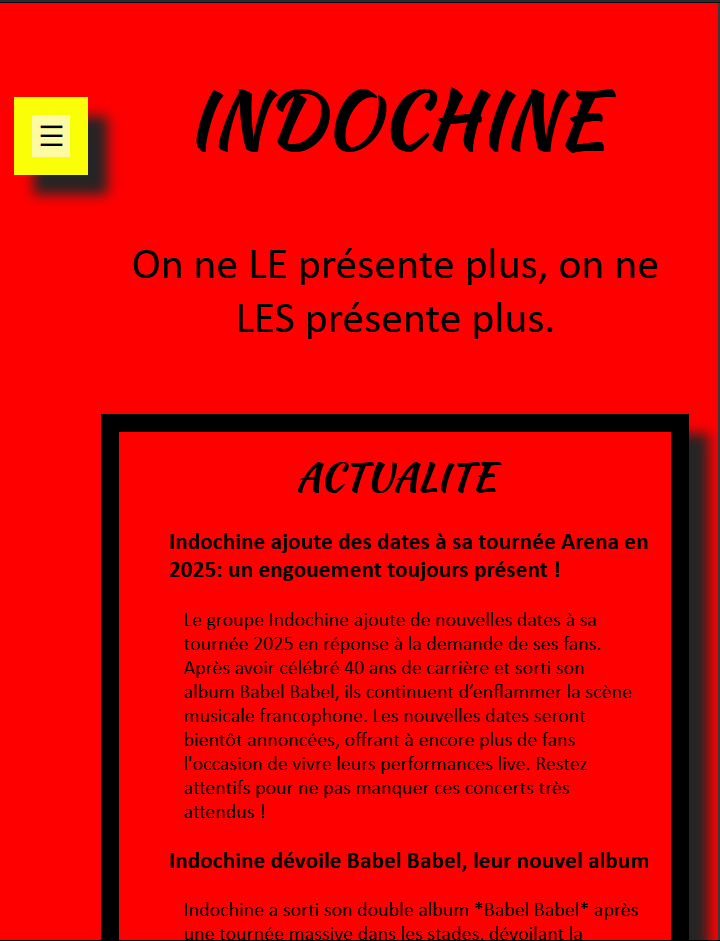 INDOCHINE
On ne LE présente plus, on ne
LES présente plus.
ACTUALITE
Indochine ajoute des dates à sa tournée Arena en
2025: un engouement toujours présent !
Le groupe Indochine ajoute de nouvelles dates à sa
tournée 2025 en réponse à la demande de ses fans.
Après avoir célébré 40 ans de carrière et sorti son
album Babel Babel, ils continuent d’enflammer la scène
musicale francophone. Les nouvelles dates seront
bientôt annoncées, offrant à encore plus de fans
l'occasion de vivre leurs performances live. Restez
attentifs pour ne pas manquer ces concerts très
attendus !
Indochine dévoile Babel Babel, leur nouvel album
Indochine a sorti son double album *Babel Babel* après
une tournée massive dans les stades, dévoilant la